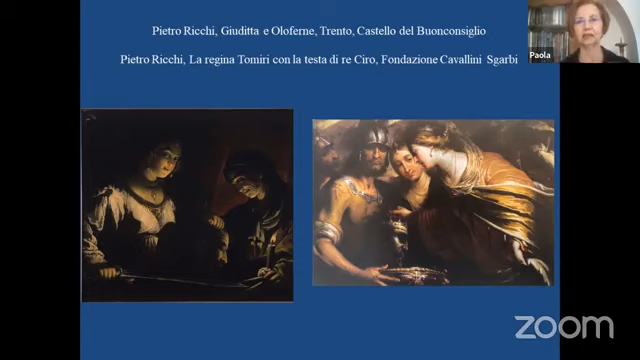 Pietro Ricchi, Giuditta e Oloferne, Trento, Castello del Buonconsiglio
Pietro Ricchi, La regina Tomiri con la testa di re Ciro, Fondazione Cavallini Sgarbi
Paola
zoom